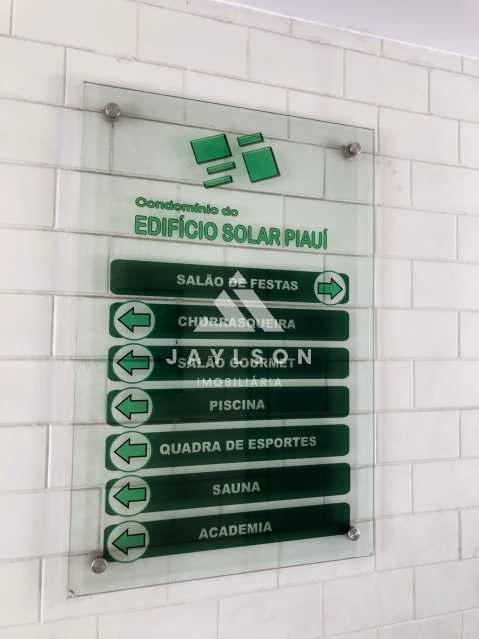 Condomínio do
EDIFÍCIO SOLAR PIAUÍ
SALÃO DE FESTAS
CHURRASQUEIRA
JAVISON
SALÃO GOURMET
IMOBILIÁRIA
PISCINA
QUADRA DE ESPORTES
SAUNA
ACADEMIA